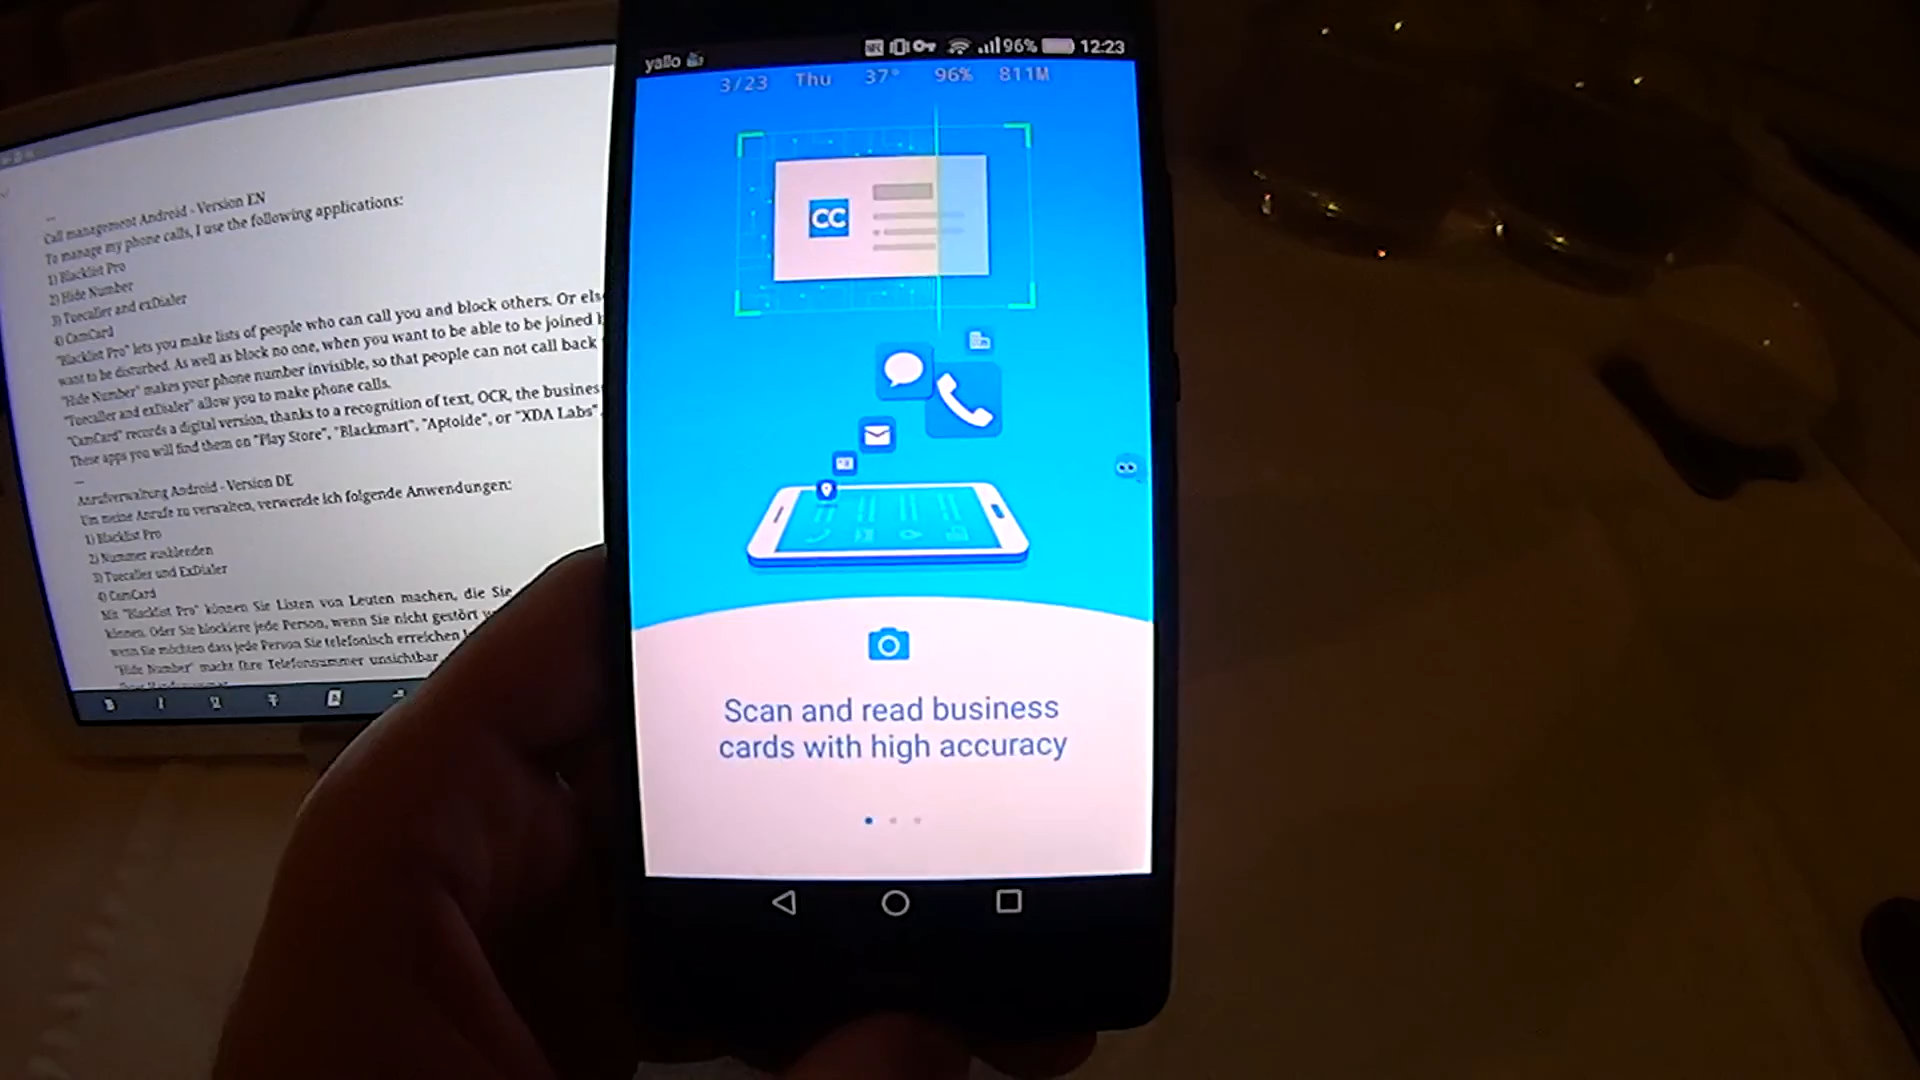 --
Call management Android - Version EN
To manage my phone calls, I use the following applications:
1) Blacklist Pro
2) Hide Number
3) Tuecaller and exDialer
4) CamCard
"Blacklist Pro" lets you make lists of people who can call you and block others. Or els
want to be disturbed. As well as block no one, when you want to be able to be joined
"Hide Number" makes your phone number invisible, so that people can not call back
"Tuecaller and exDialer" allow you to make phone calls.
"CamCard" records a digital version, thanks to a recognition of text, OCR, the business
These apps you will find them on "Play Store", "Blackmart", "Aptoide", or "XDA Labs".
--
Anrufverwaltung Android - Version DE
Um meine Anrufe zu verwalten, verwende ich folgende Anwendungen:
1) Blacklist Pro
2) Nummer ausblenden
3) Tuecaller und ExDialer
4) CamCard
Mit "Blacklist Pro" können Sie Listen von Leuten machen, die Sie
können. Oder Sie blockiere jede Person, wenn Sie nicht gestört
wenn Sie möchten dass jede Person Sie telefonisch erreichen
"Hide Number" macht Ihre Telefonnummer unsichtbar
B I U T A
yallo 96% 12:23
3/23 Thu 37° 96% 811M
CC
Scan and read business
cards with high accuracy